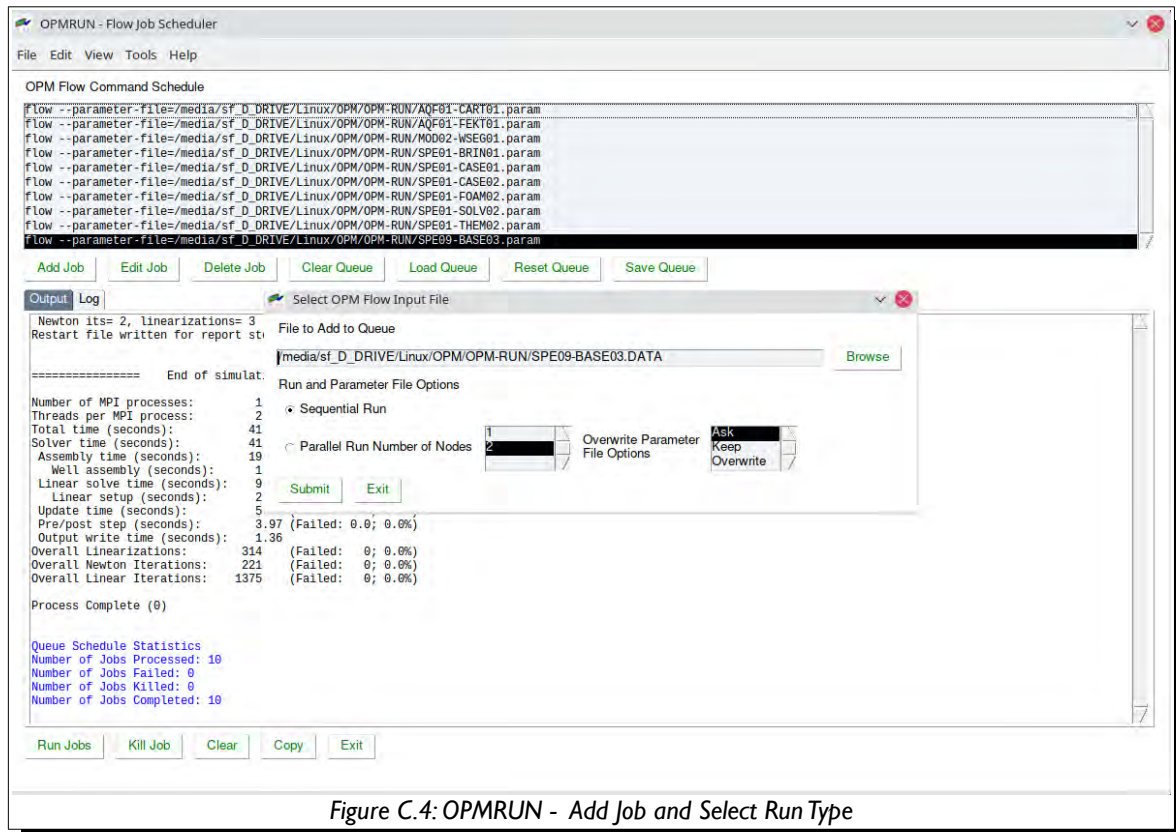 OPMRUN - Flow Job Scheduler
File Edit View Tools Help
OPM Flow Command Schedule
flow --parameter-file=/media/sf_D_DRIVE/Linux/OPM/OPM-RUN/AQF01-CART01.param
flow --parameter-file=/media/sf_D_DRIVE/Linux/OPM/OPM-RUN/AQF01-FEKT01.param
flow --parameter-file=/media/sf_D_DRIVE/Linux/OPM/OPM-RUN/MOD02-WSEG01.param
flow --parameter-file=/media/sf_D_DRIVE/Linux/OPM/OPM-RUN/SPE01-BRIN01.param
flow --parameter-file=/media/sf_D_DRIVE/Linux/OPM/OPM-RUN/SPE01-CASE01.param
flow --parameter-file=/media/sf_D_DRIVE/Linux/OPM/OPM-RUN/SPE01-CASE02.param
flow --parameter-file=/media/sf_D_DRIVE/Linux/OPM/OPM-RUN/SPE01-FOAM02.param
flow --parameter-file=/media/sf_D_DRIVE/Linux/OPM/OPM-RUN/SPE01-SOLV02.param
flow --parameter-file=/media/sf_D_DRIVE/Linux/OPM/OPM-RUN/SPE01-THEM02.param
flow --parameter-file=/media/sf_D_DRIVE/Linux/OPM/OPM-RUN/SPE09-BASE03.param
Add Job Edit Job Delete Job Clear Queue Load Queue Reset Queue Save Queue
Output Log
Newton its= 2, linearizations= 3
Restart file written for report st
================ End of simulat
Number of MPI processes: 1
Threads per MPI process: 2
Total time (seconds): 41
Solver time (seconds): 41
Assembly time (seconds): 19
Well assembly (seconds): 1
Linear solve time (seconds): 9
Linear setup (seconds): 2
Update time (seconds): 5
Pre/post step (seconds): 3.97 (Failed: 0.0; 0.0%)
Output write time (seconds): 1.36
Overall Linearizations: 314 (Failed: 0; 0.0%)
Overall Newton Iterations: 221 (Failed: 0; 0.0%)
Overall Linear Iterations: 1375 (Failed: 0; 0.0%)
Process Complete (0)
Queue Schedule Statistics
Number of Jobs Processed: 10
Number of Jobs Failed: 0
Number of Jobs Killed: 0
Number of Jobs Completed: 10
Select OPM Flow Input File
File to Add to Queue
/media/sf_D_DRIVE/Linux/OPM/OPM-RUN/SPE09-BASE03.DATA Browse
Run and Parameter File Options
Sequential Run
Parallel Run Number of Nodes
1
2
Overwrite Parameter
File Options
Ask
Keep
Overwrite
Submit Exit
Run Jobs Kill Job Clear Copy Exit
Figure C.4: OPMRUN - Add Job and Select Run Type